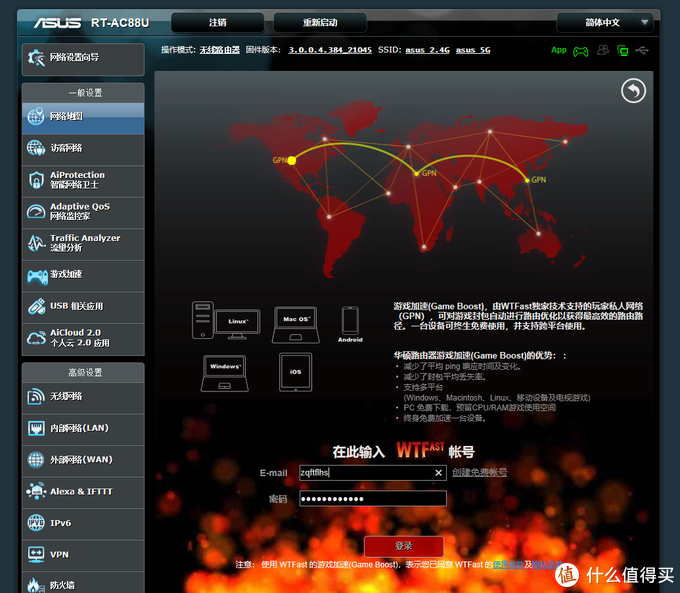 ASUS RT-AC88U 注销 重新启动 简体中文
操作模式: 无线路由器 固件版本: 3.0.0.4.384_21045 SSID: asus_2.4G asus_5G App
网络设置向导
一般设置
网络地图
访客网络
AiProtection
智能网络卫士
Adaptive QoS
网络监控家
Traffic Analyzer
流量分析
游戏加速
USB 相关应用
AiCloud 2.0
个人云 2.0 应用
高级设置
无线网络
内部网络(LAN)
外部网络(WAN)
Alexa & IFTTT
IPv6
VPN
防火墙
GPN
GPN
GPN
Linux™
Mac OS™
Android
Windows™
iOS
游戏加速(Game Boost)，由WTFast独家技术支持的玩家私人网络
（GPN），可对游戏封包自动进行路由优化以获得最高效的路由路
径。一台设备可终生免费使用，并支持跨平台使用。
华硕路由器游戏加速(Game Boost)的优势：:
• 减少了平均 ping 响应时间及变化。
• 减少了封包平均丢失率。
• 支持多平台
(Windows、Macintosh、Linux、移动设备及电视游戏)
• PC 免费下载，预留CPU/RAM游戏使用空间
• 终身免费加速一台设备。
在此输入 WTFAST 帐号
E-mail zqftflhs 创建免费帐号
密码
登录
注意： 使用 WTFast 的游戏加速(Game Boost)，表示您已同意 WTFast 的
值 什么值得买